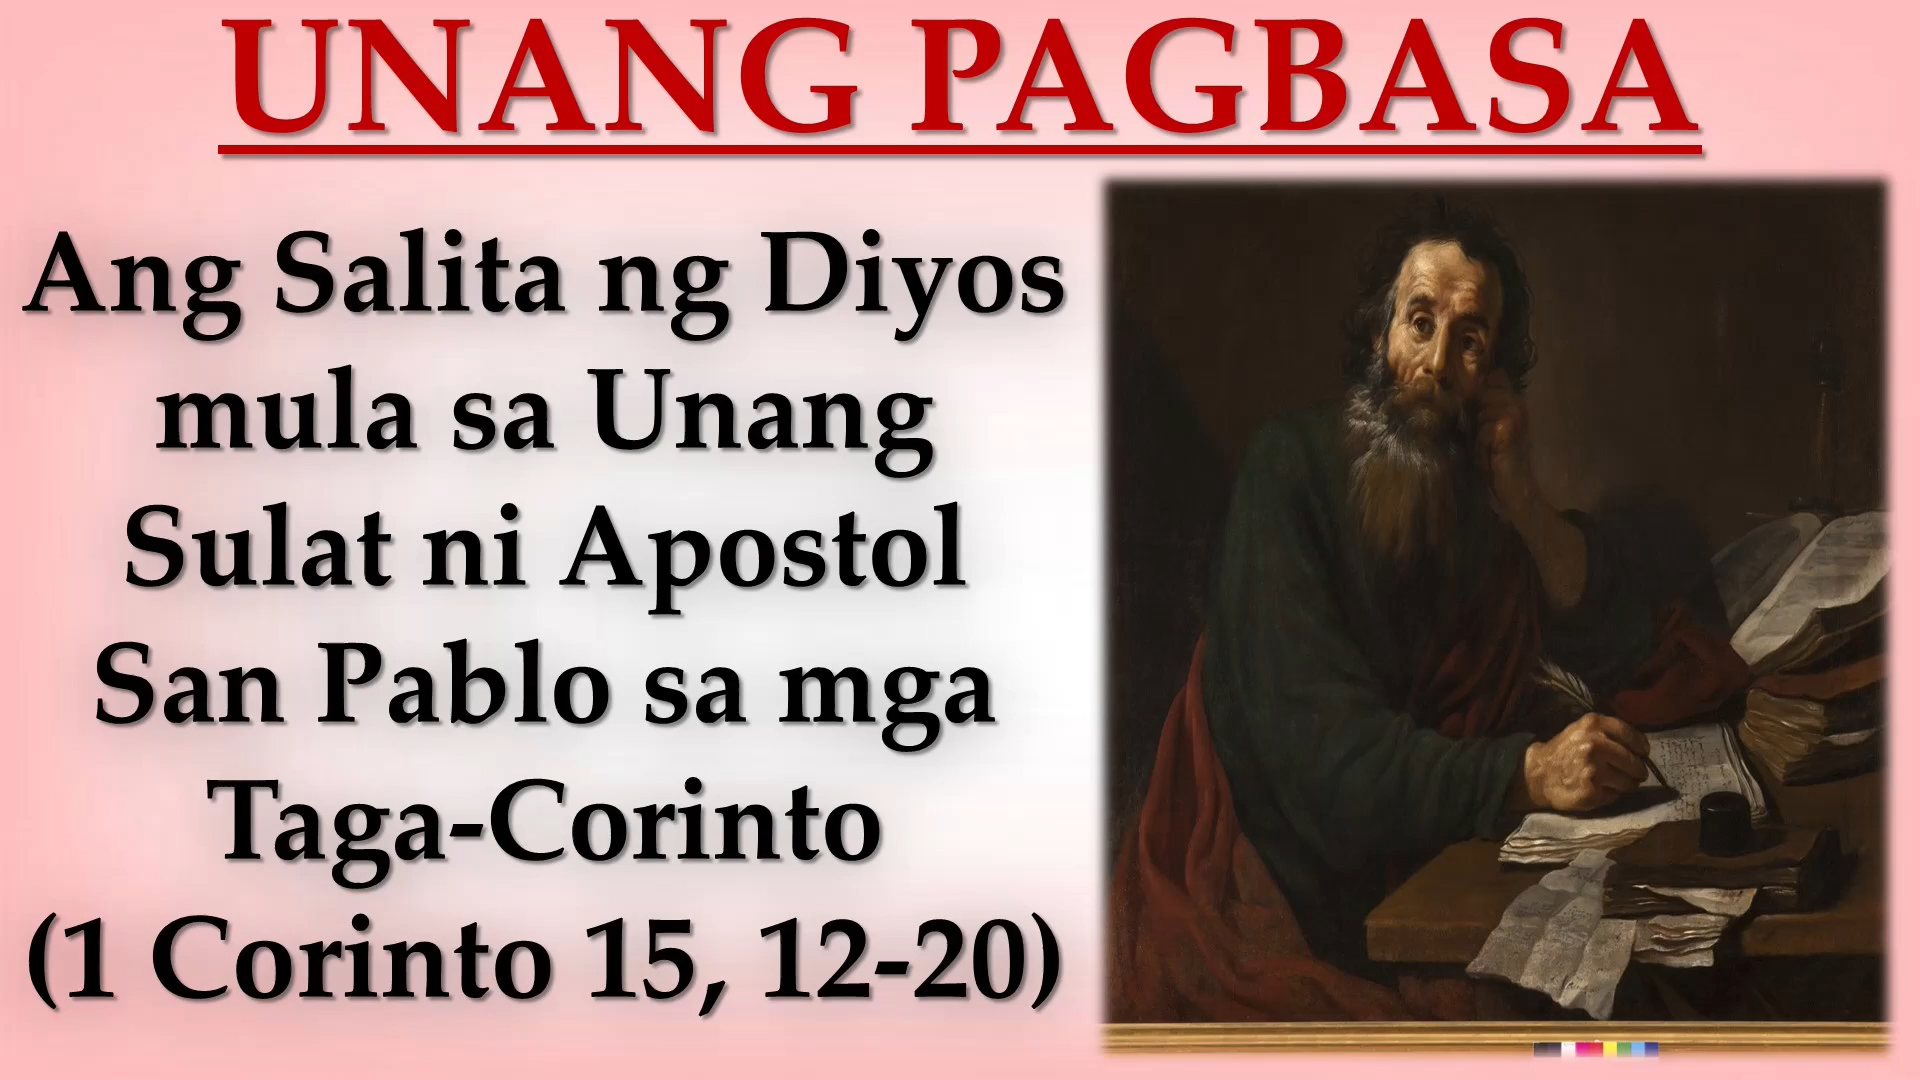 UNANG PAGBASA
Ang Salita ng Diyos
mula sa Unang
Sulat ni Apostol
San Pablo sa mga
Taga-Corinto
(1 Corinto 15, 12-20)